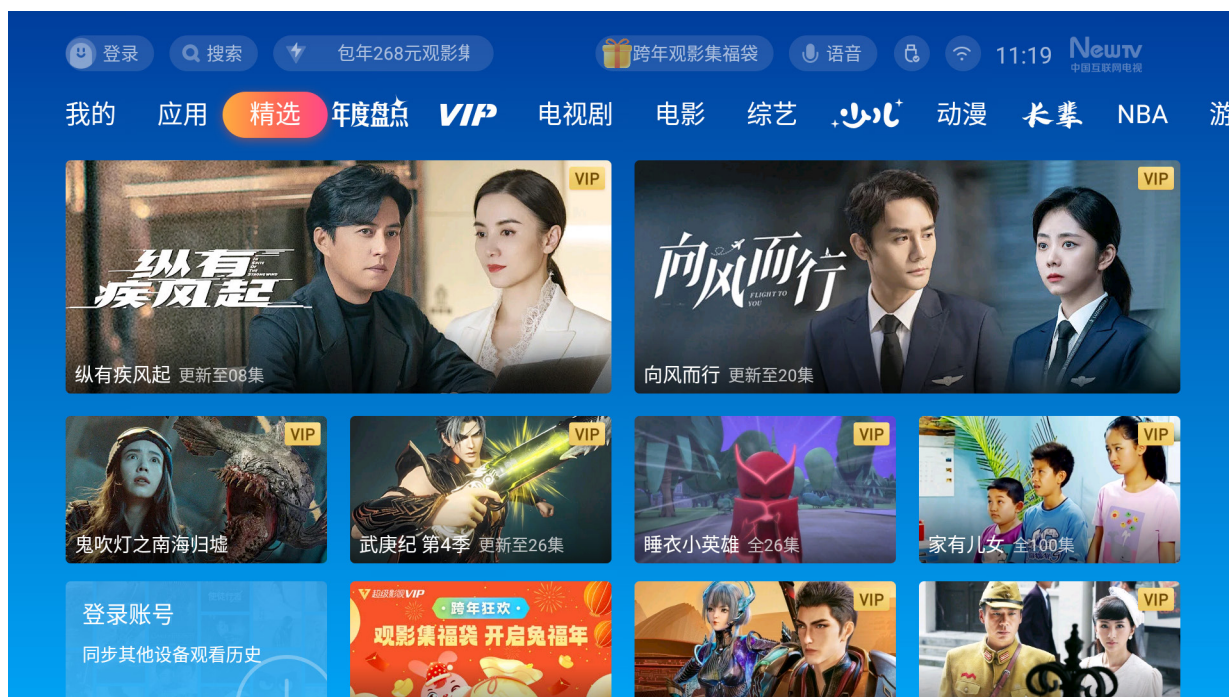 登录
搜索
包年268元观影集
跨年观影集福袋
语音
11:19
NewTV
中国互联网电视
我的
应用
精选
年度盘点
VIP
电视剧
电影
综艺
少儿
动漫
长辈
NBA
游
VIP
纵有疾风起
IN SPITE OF THE STRONG WIND
纵有疾风起 更新至08集
VIP
向风而行
FLIGHT TO YOU
向风而行 更新至20集
VIP
鬼吹灯之南海归墟
VIP
武庚纪 第4季 更新至26集
VIP
睡衣小英雄 全26集
VIP
家有儿女 全100集
登录账号
同步其他设备观看历史
超级影视VIP
·跨年狂欢·
观影集福袋 开启兔福年
VIP
VIP